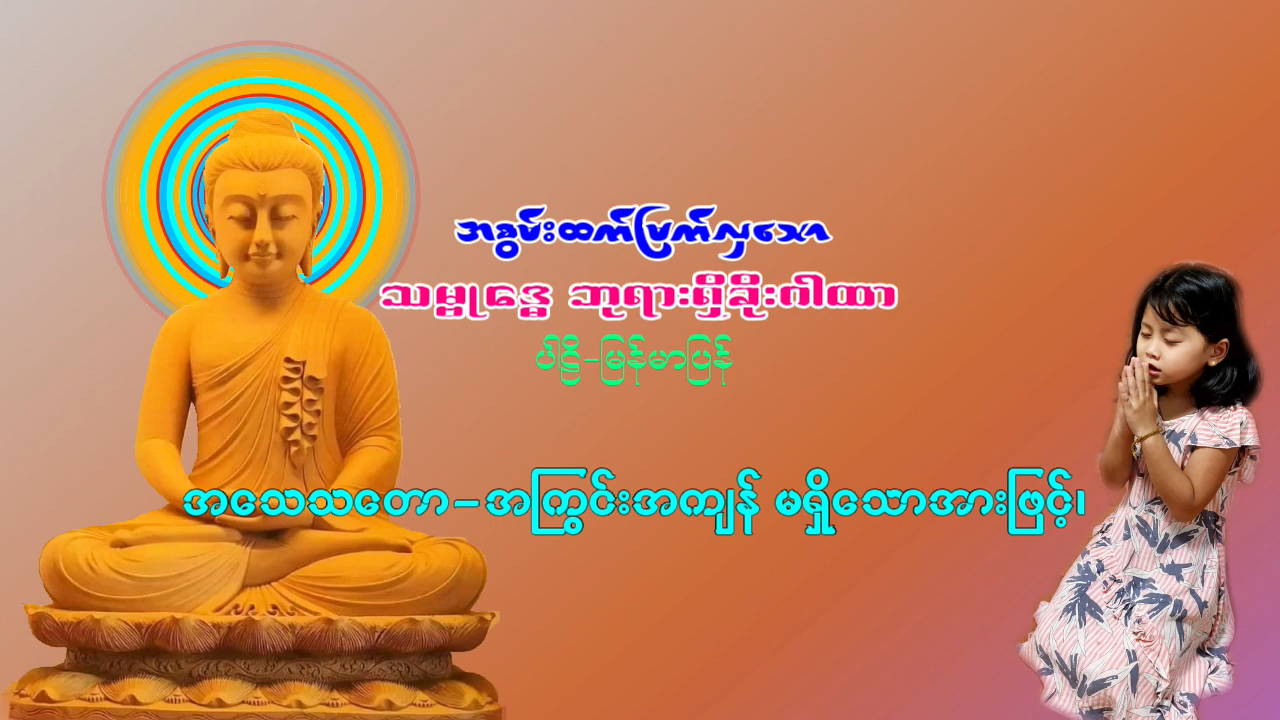 အစွမ်းထက်မြက်လှသော
သမ္ဗုဒ္ဓေ ဘုရားရှိခိုးဂါထာ
ပါဠိ-မြန်မာပြန်
အသေသတော-အကြွင်းအကျန် မရှိသောအားဖြင့်၊